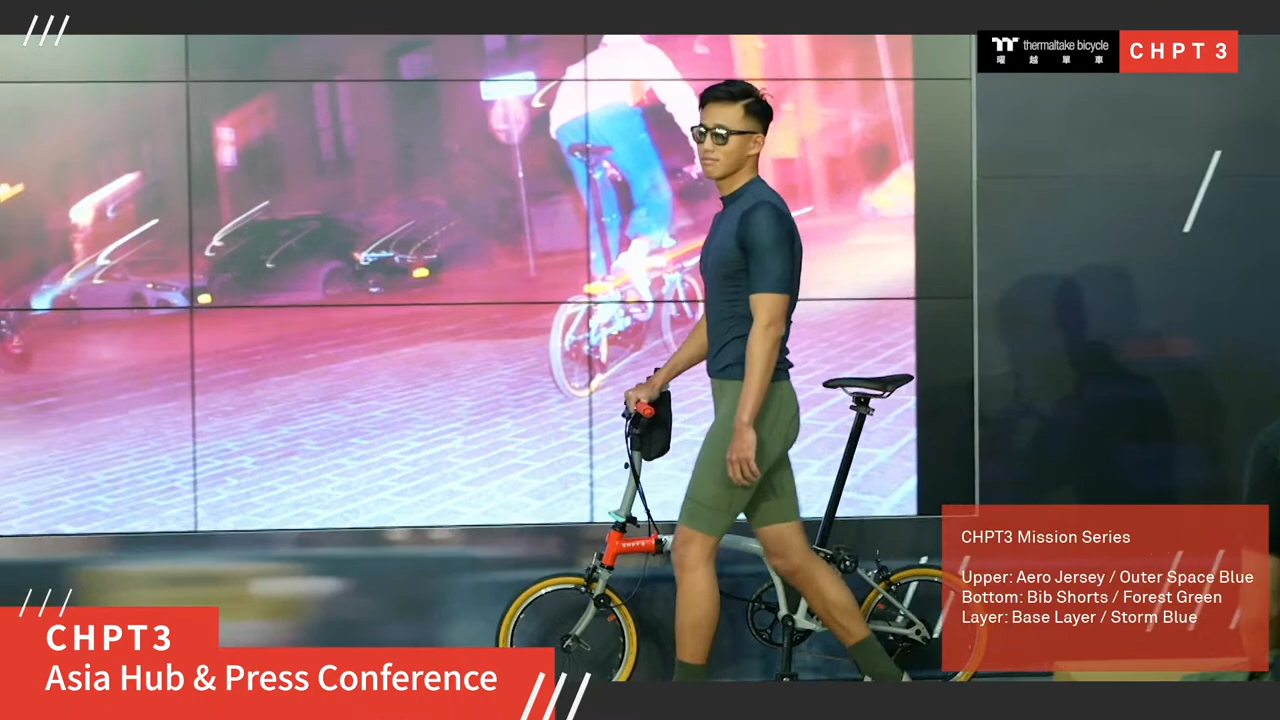 thermaltake bicycle
曜越單車
CHPT3
CHPT3
CHPT3 Mission Series
Upper: Aero Jersey / Outer Space Blue
Bottom: Bib Shorts / Forest Green
Layer: Base Layer / Storm Blue
CHPT3
Asia Hub & Press Conference